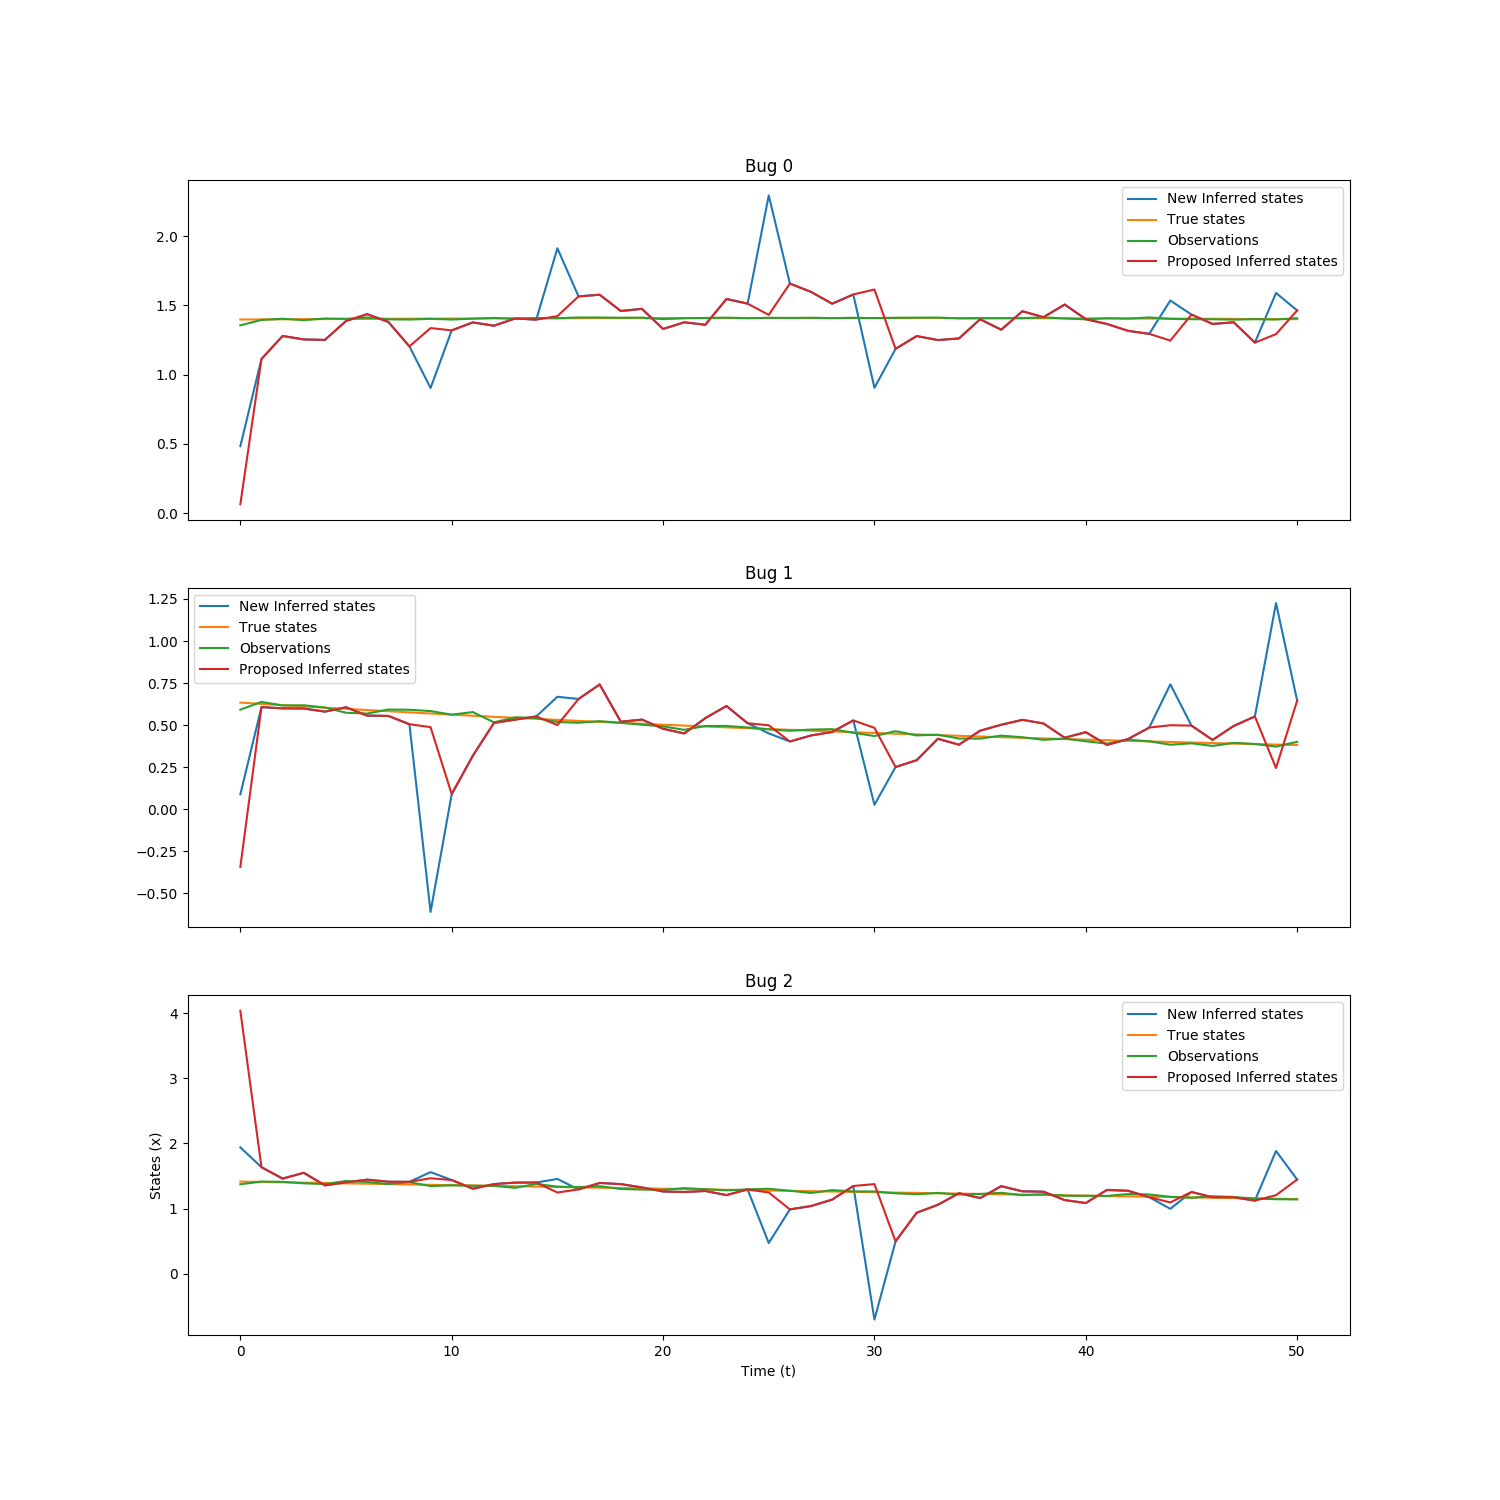 Bug 0
2.0
1.5
1.0
0.5
0.0
New Inferred states
True states
Observations
Proposed Inferred states
Bug 1
1.25
1.00
0.75
0.50
0.25
0.00
−0.25
−0.50
New Inferred states
True states
Observations
Proposed Inferred states
Bug 2
States (x)
4
3
2
1
0
New Inferred states
True states
Observations
Proposed Inferred states
0 10 20 30 40 50
Time (t)